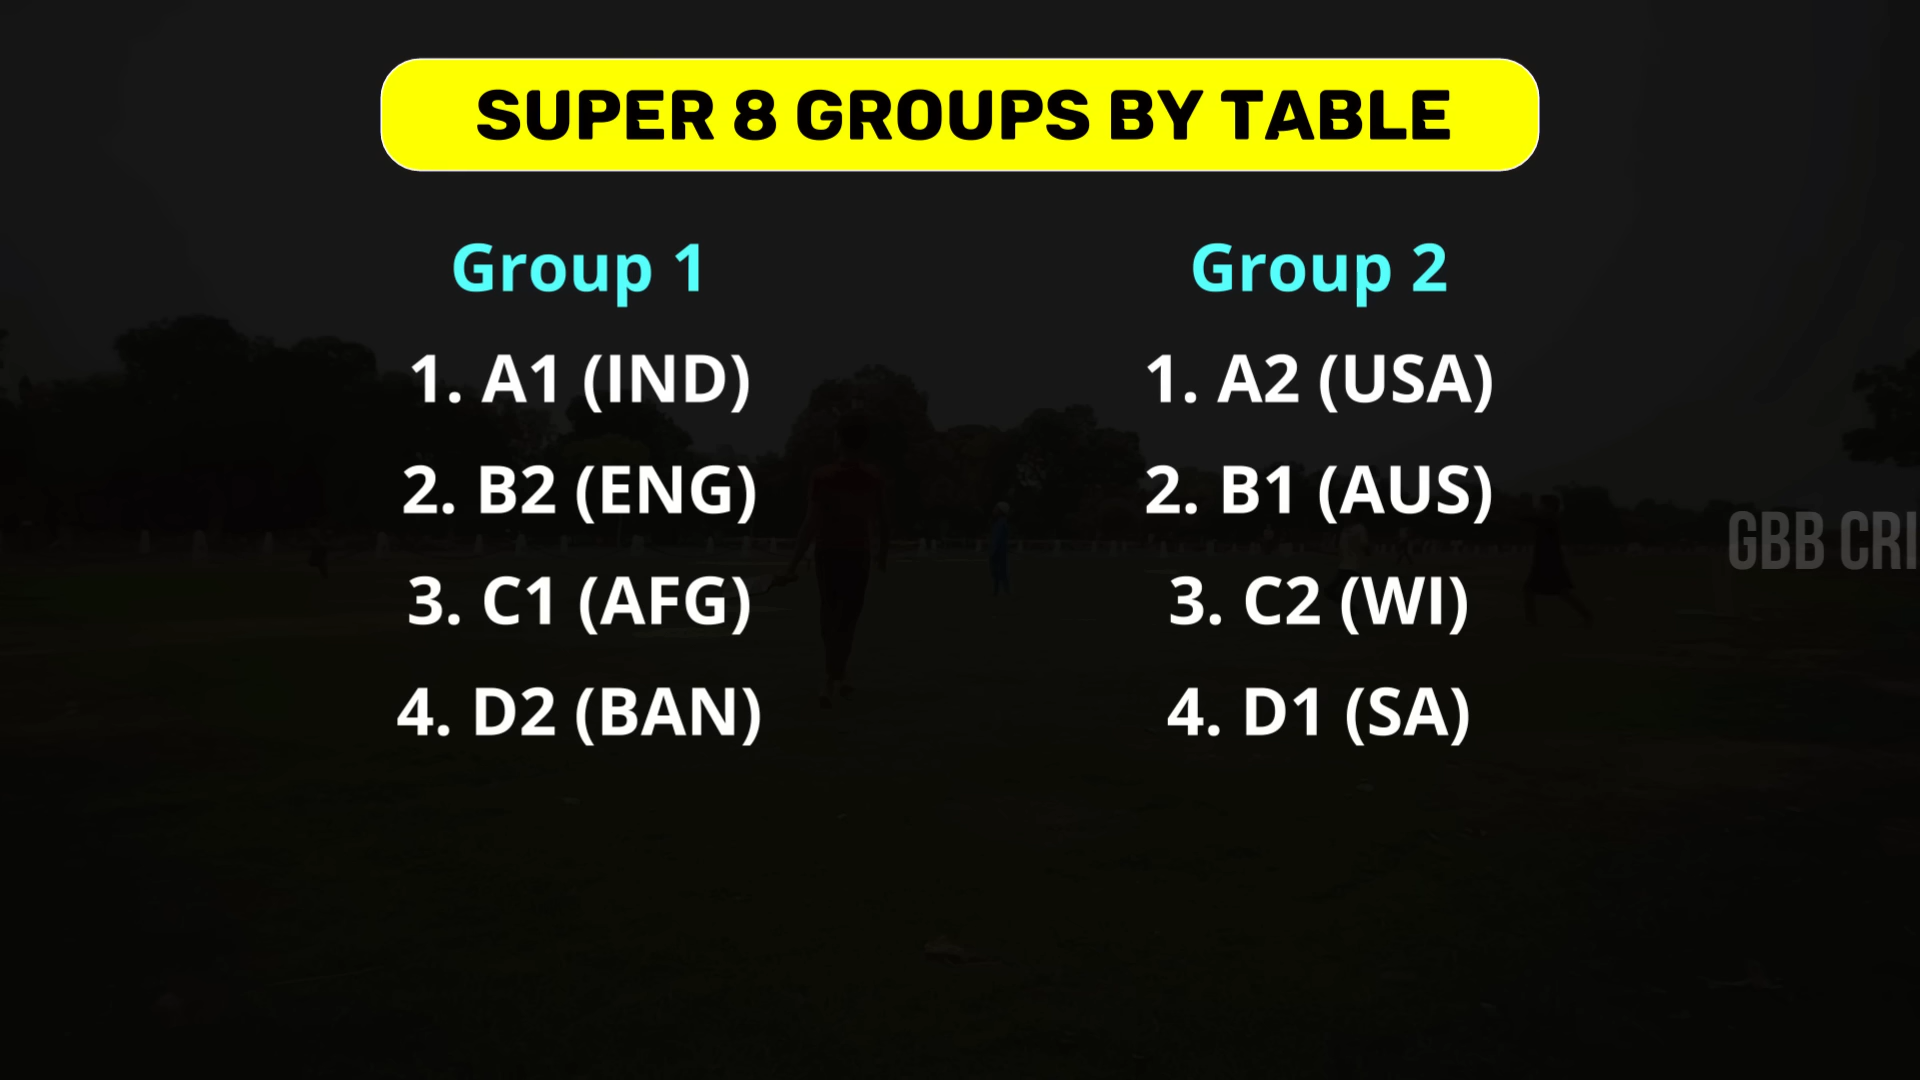 SUPER 8 GROUPS BY TABLE
Group 1
1. A1 (IND)
2. B2 (ENG)
3. C1 (AFG)
4. D2 (BAN)
Group 2
1. A2 (USA)
2. B1 (AUS)
3. C2 (WI)
4. D1 (SA)
GBB CRI